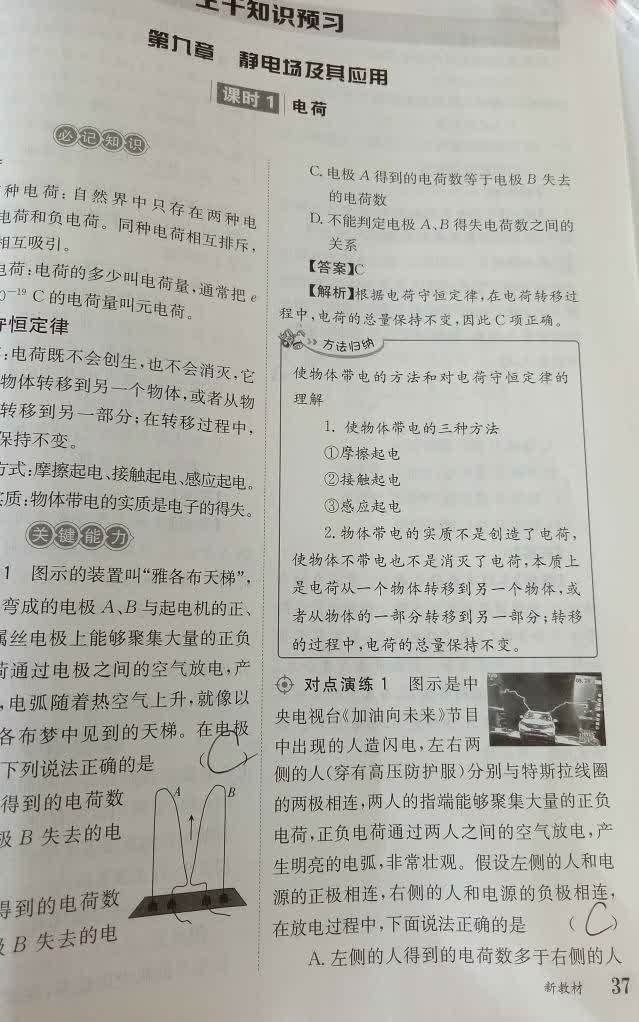 上千知识预习
第九章 静电场及其应用
课时1 电荷
必记知识
种电荷:自然界中只存在两种电
电荷和负电荷。同种电荷相互排斥,
相互吸引。
电荷:电荷的多少叫电荷量,通常把e
0⁻¹⁹ C的电荷量叫元电荷。
守恒定律
:电荷既不会创生,也不会消灭,它
物体转移到另一个物体,或者从物
转移到另一部分;在转移过程中,
保持不变。
方式:摩擦起电、接触起电、感应起电。
实质:物体带电的实质是电子的得失。
关键能力
1 图示的装置叫“雅各布天梯”,
弯成的电极A、B与起电机的正、
属丝电极上能够聚集大量的正负
荷通过电极之间的空气放电,产
,电弧随着热空气上升,就像以
各布梦中见到的天梯。在电极
下列说法正确的是 (C
得到的电荷数
极B失去的电
得到的电荷数
及B失去的电
A B
C. 电极A得到的电荷数等于电极B失去
的电荷数
D. 不能判定电极A、B得失电荷数之间的
关系
【答案】C
【解析】根据电荷守恒定律,在电荷转移过
程中,电荷的总量保持不变,因此C项正确。
方法归纳
使物体带电的方法和对电荷守恒定律的
理解
1. 使物体带电的三种方法
①摩擦起电
②接触起电
③感应起电
2. 物体带电的实质不是创造了电荷,
使物体不带电也不是消灭了电荷,本质上
是电荷从一个物体转移到另一个物体,或
者从物体的一部分转移到另一部分;转移
的过程中,电荷的总量保持不变。
对点演练1 图示是中
央电视台《加油向未来》节目
中出现的人造闪电,左右两
侧的人(穿有高压防护服)分别与特斯拉线圈
的两极相连,两人的指端能够聚集大量的正负
电荷,正负电荷通过两人之间的空气放电,产
生明亮的电弧,非常壮观。假设左侧的人和电
源的正极相连,右侧的人和电源的负极相连,
在放电过程中,下面说法正确的是 (C)
A. 左侧的人得到的电荷数多于右侧的人
新教材 37